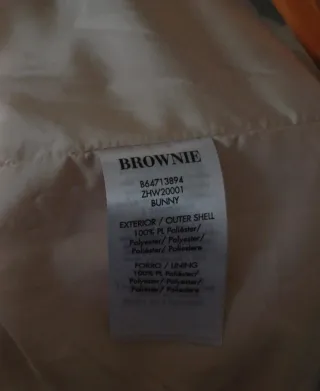 BROWNIE
B64713894
ZHW20001
BUNNY
EXTERIOR / OUTER SHELL
100% PL Poliéster/
Polyester/ Polyester/
Poliéster/ Poliestere
FORRO / LINING
100% PL Poliéster/
Polyester/ Polyester/
Poliéster/ Poliestere